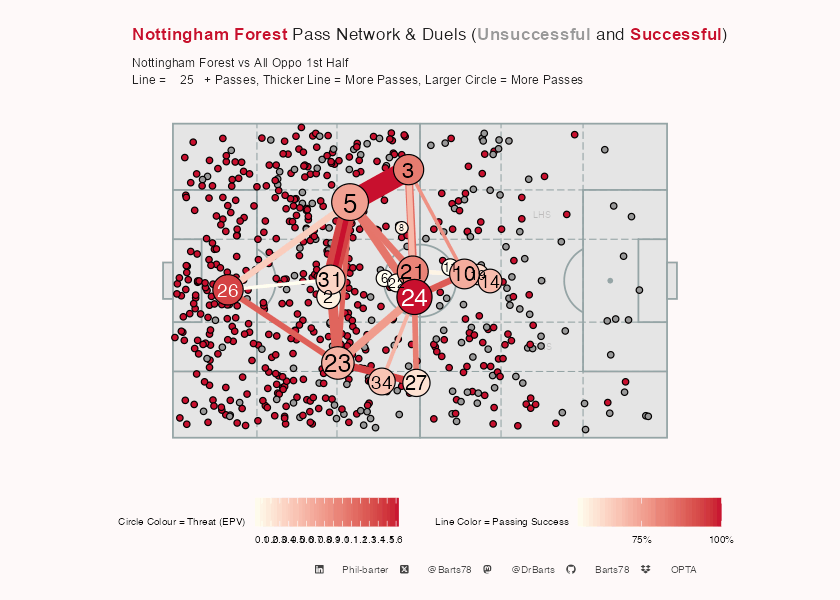 Nottingham Forest Pass Network & Duels (Unsuccessful and Successful)
Nottingham Forest vs All Oppo 1st Half
Line = 25 + Passes, Thicker Line = More Passes, Larger Circle = More Passes
3
5
8
LHS
21
31
6
10
14
26
2
24
23
34
27
Circle Colour = Threat (EPV)
Line Color = Passing Success
75% 100%
Phil-barter @Barts78 @DrBarts Barts78 OPTA